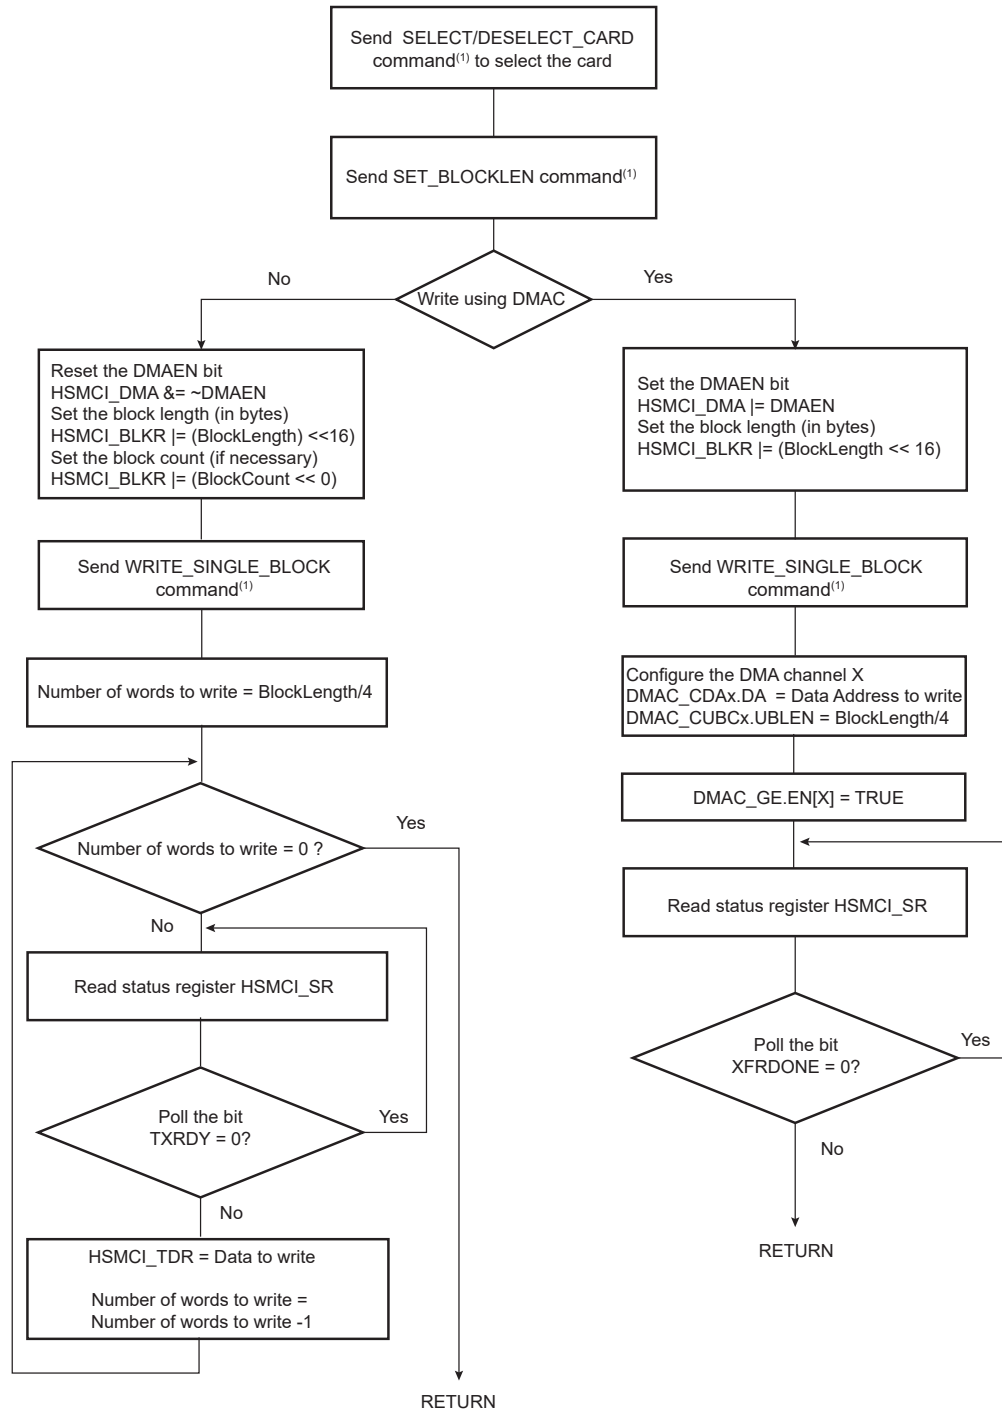 Send SELECT/DESELECT_CARD
command(1) to select the card
Send SET_BLOCKLEN command(1)
Write using DMAC
No
Yes
Reset the DMAEN bit
HSMCI_DMA &= ~DMAEN
Set the block length (in bytes)
HSMCI_BLKR |= (BlockLength) <<16)
Set the block count (if necessary)
HSMCI_BLKR |= (BlockCount << 0)
Send WRITE_SINGLE_BLOCK
command(1)
Number of words to write = BlockLength/4
Number of words to write = 0 ?
Yes
No
Read status register HSMCI_SR
Poll the bit
TXRDY = 0?
Yes
No
HSMCI_TDR = Data to write
Number of words to write =
Number of words to write -1
RETURN
Set the DMAEN bit
HSMCI_DMA |= DMAEN
Set the block length (in bytes)
HSMCI_BLKR |= (BlockLength << 16)
Send WRITE_SINGLE_BLOCK
command(1)
Configure the DMA channel X
DMAC_CDAx.DA = Data Address to write
DMAC_CUBCx.UBLEN = BlockLength/4
DMAC_GE.EN[X] = TRUE
Read status register HSMCI_SR
Poll the bit
XFRDONE = 0?
Yes
No
RETURN